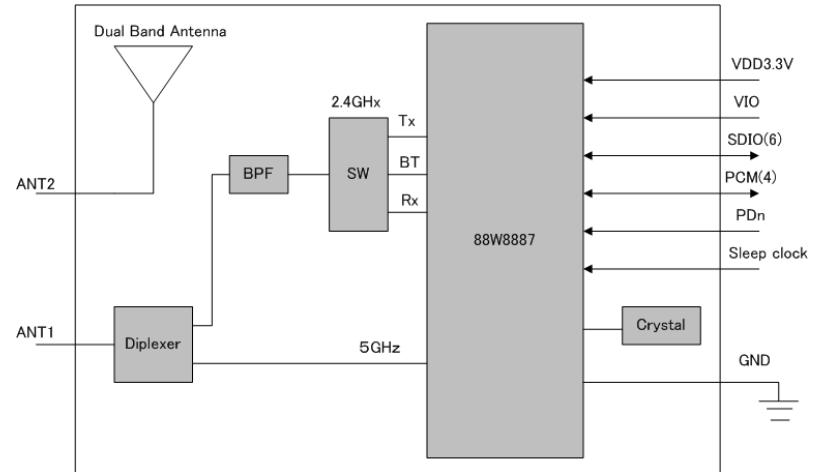 Dual Band Antenna
2.4GHx
Tx
BT
Rx
BPF
SW
ANT2
ANT1
Diplexer
5GHz
88W8887
VDD3.3V
VIO
SDIO(6)
PCM(4)
PDn
Sleep clock
Crystal
GND